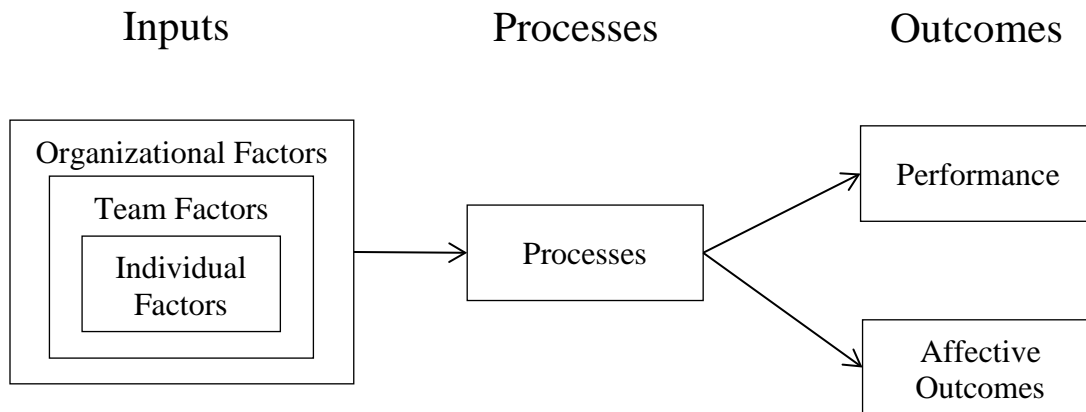 Inputs
Processes
Outcomes
Organizational Factors
Team Factors
Individual
Factors
Processes
Performance
Affective
Outcomes